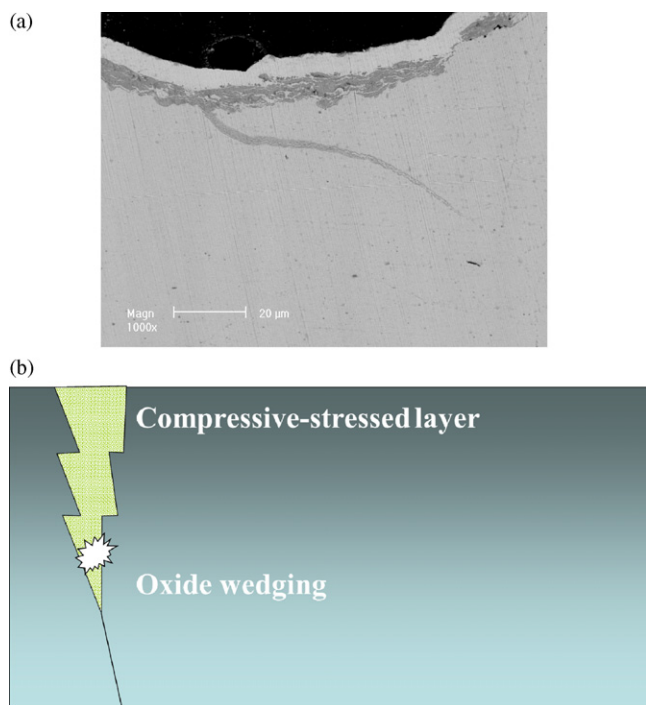 (a)
Magn
1000x
20 µm
(b)
Compressive-stressed layer
Oxide wedging